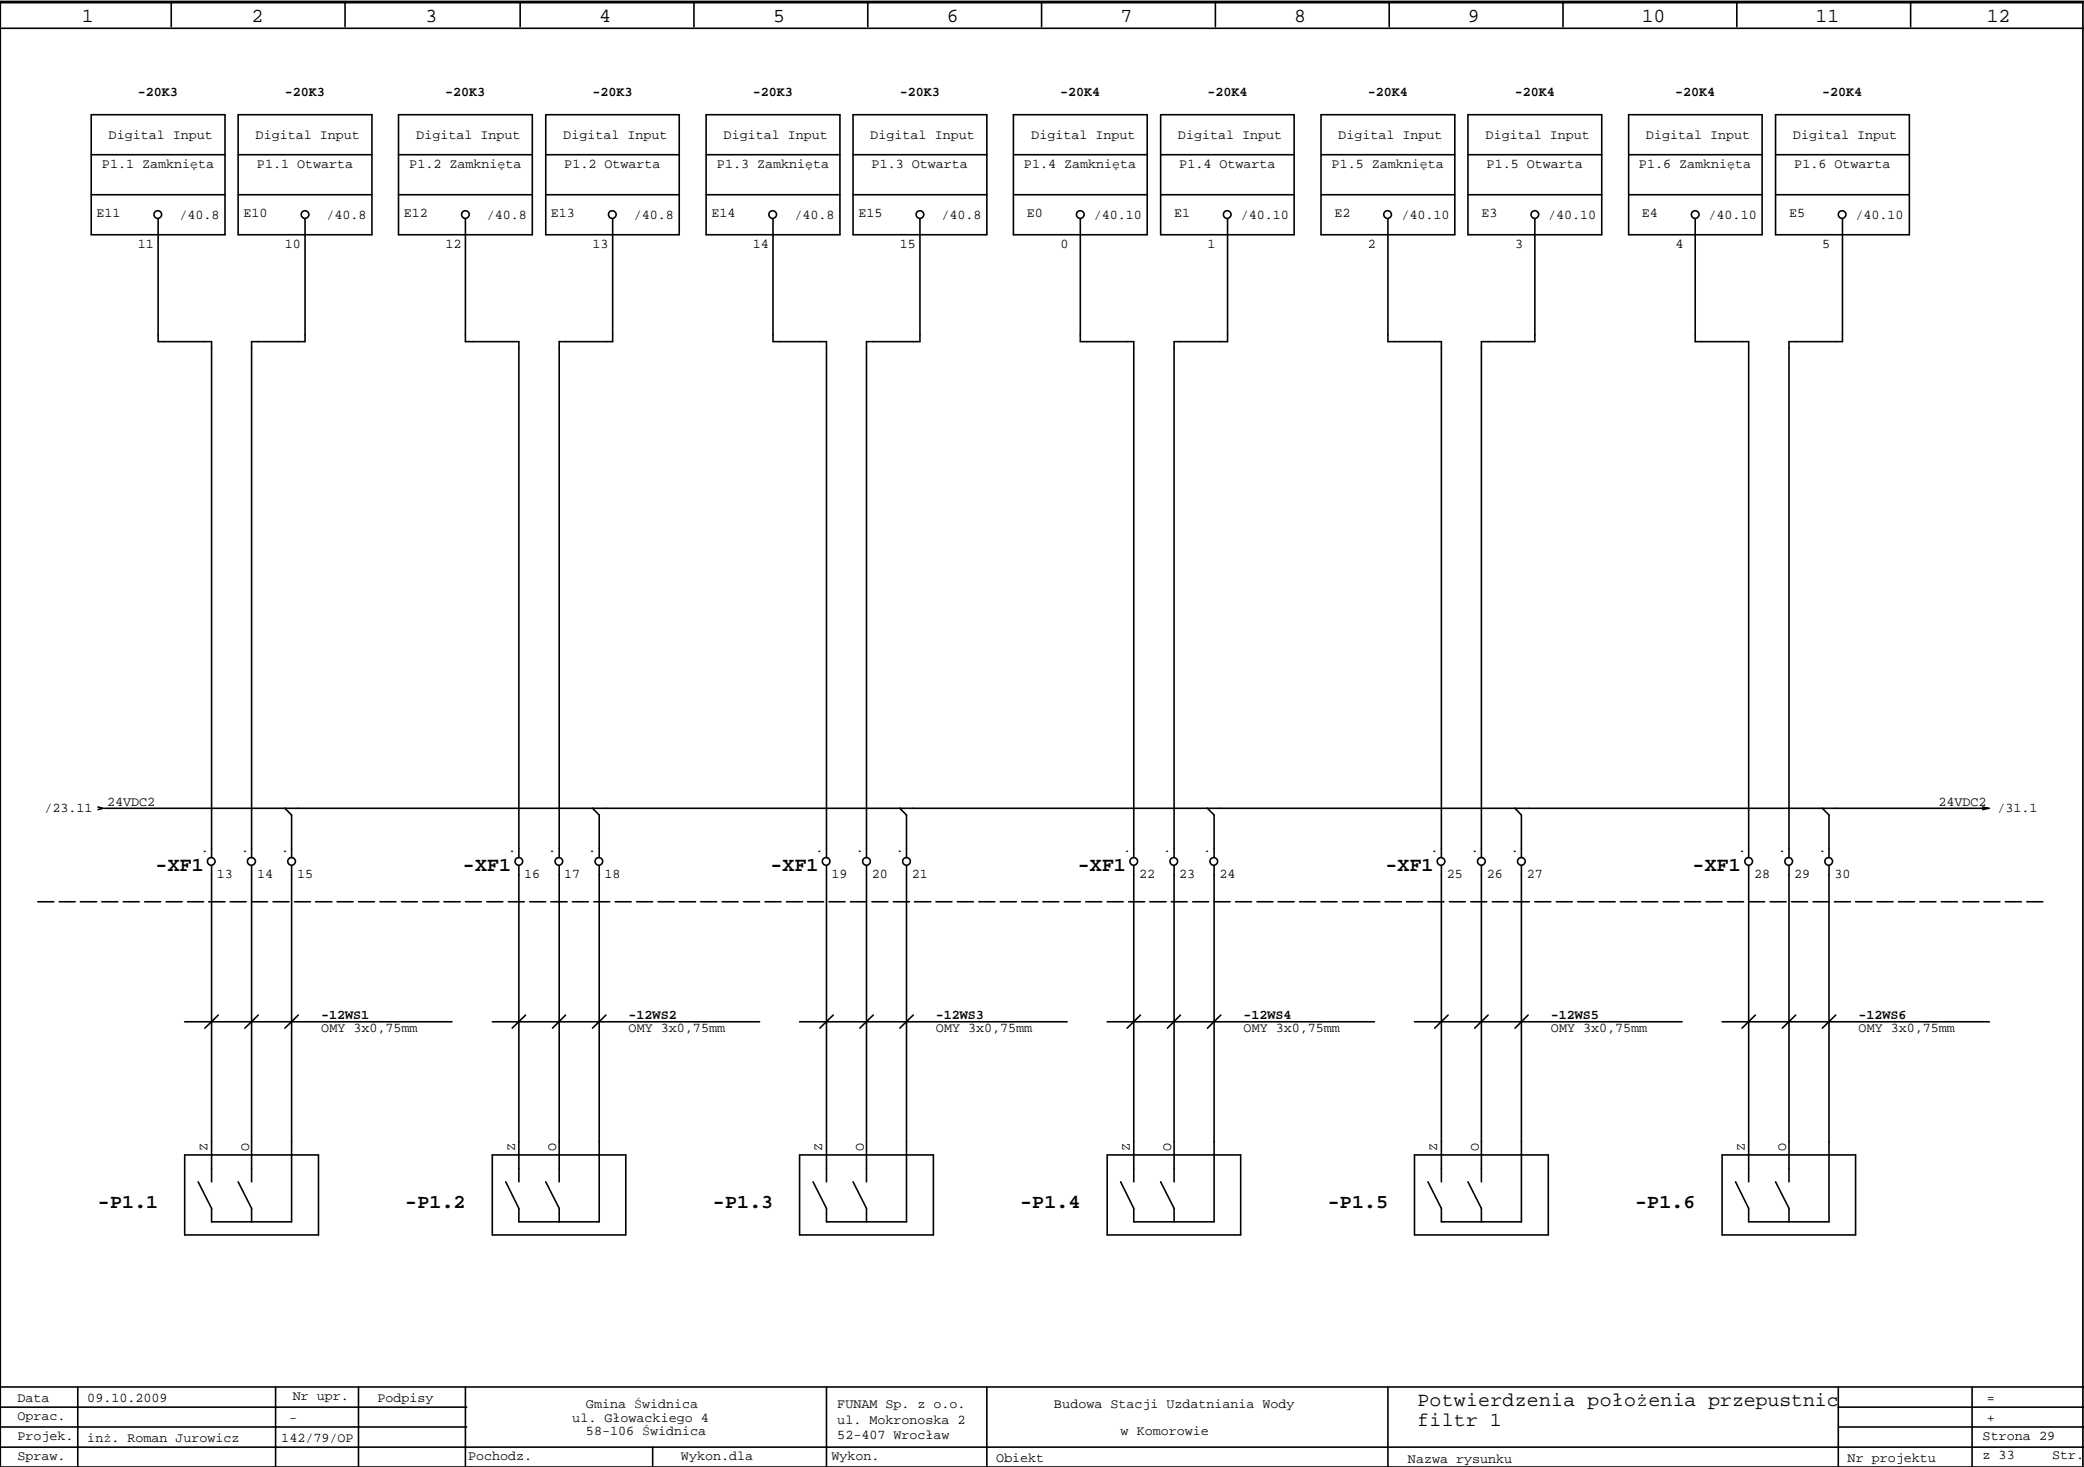 1 2 3 4 5 6 7 8 9 10 11 12
-20K3 -20K3 -20K3 -20K3 -20K3 -20K3 -20K4 -20K4 -20K4 -20K4 -20K4 -20K4
Digital Input Digital Input Digital Input Digital Input Digital Input Digital Input Digital Input Digital Input Digital Input Digital Input Digital Input Digital Input
P1.1 Zamknięta P1.1 Otwarta P1.2 Zamknięta P1.2 Otwarta P1.3 Zamknięta P1.3 Otwarta P1.4 Zamknięta P1.4 Otwarta P1.5 Zamknięta P1.5 Otwarta P1.6 Zamknięta P1.6 Otwarta
E11 /40.8 E10 /40.8 E12 /40.8 E13 /40.8 E14 /40.8 E15 /40.8 E0 /40.10 E1 /40.10 E2 /40.10 E3 /40.10 E4 /40.10 E5 /40.10
11 10 12 13 14 15 0 1 2 3 4 5
/23.11 24VDC2 24VDC2 /31.1
-XF1 13 14 15 -XF1 16 17 18 -XF1 19 20 21 -XF1 22 23 24 -XF1 25 26 27 -XF1 28 29 30
-12WS1 -12WS2 -12WS3 -12WS4 -12WS5 -12WS6
OMY 3x0,75mm OMY 3x0,75mm OMY 3x0,75mm OMY 3x0,75mm OMY 3x0,75mm OMY 3x0,75mm
Z O Z O Z O Z O Z O Z O
-P1.1 -P1.2 -P1.3 -P1.4 -P1.5 -P1.6
Data 09.10.2009 Nr upr. Podpisy
Oprac. -
Projek. inż. Roman Jurowicz 142/79/OP
Spraw.
Gmina Świdnica
ul. Głowackiego 4
58-106 Świdnica
Pochodz. Wykon.dla
FUNAM Sp. z o.o.
ul. Mokronoska 2
52-407 Wrocław
Wykon.
Budowa Stacji Uzdatniania Wody
w Komorowie
Obiekt
Potwierdzenia położenia przepustnic
filtr 1
Nazwa rysunku
Nr projektu
=
+
Strona 29
z 33 Str.